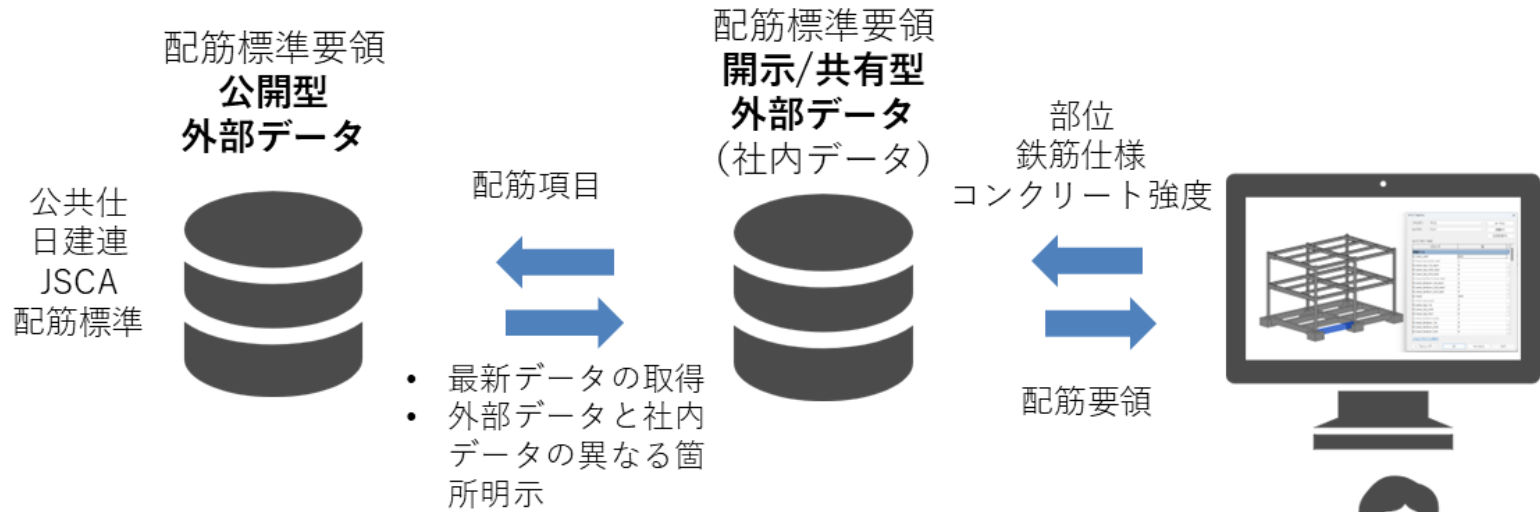 配筋標準要領
公開型
外部データ
公共仕
日建連
JSCA
配筋標準
配筋項目
• 最新データの取得
• 外部データと社内
データの異なる箇
所明示
配筋標準要領
開示/共有型
外部データ
(社内データ)
部位
鉄筋仕様
コンクリート強度
配筋要領